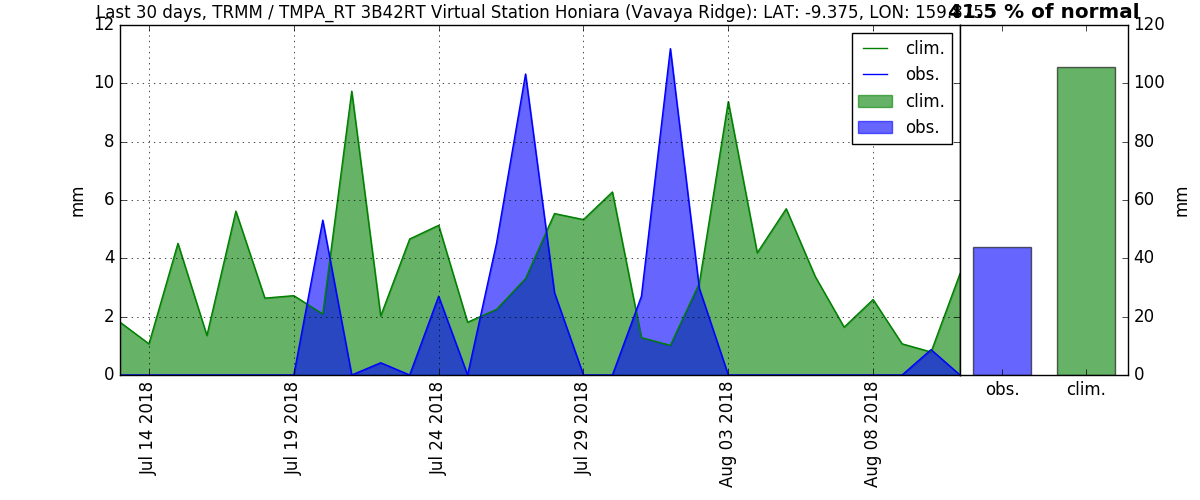 Last 30 days, TRMM / TMPA_RT 3B42RT Virtual Station Honiara (Vavaya Ridge): LAT: -9.375, LON:
41.5 % of normal
12
10
8
6
4
2
0
mm
clim.
obs.
clim.
obs.
120
100
80
60
40
20
0
mm
obs.
clim.
Jul 14 2018
Jul 19 2018
Jul 24 2018
Jul 29 2018
Aug 03 2018
Aug 08 2018